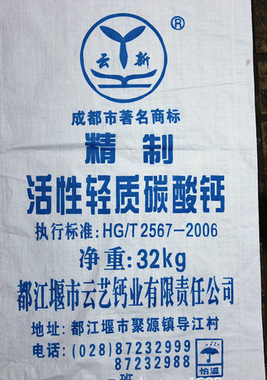 云新®
成都市著名商标
精制
活性轻质碳酸钙
执行标准:HG/T2567-2006
净重:32kg
都江堰市云艺钙业有限责任公司
地址:都江堰市聚源镇导江村
电话:(028)87232999
87232988
怕湿
班